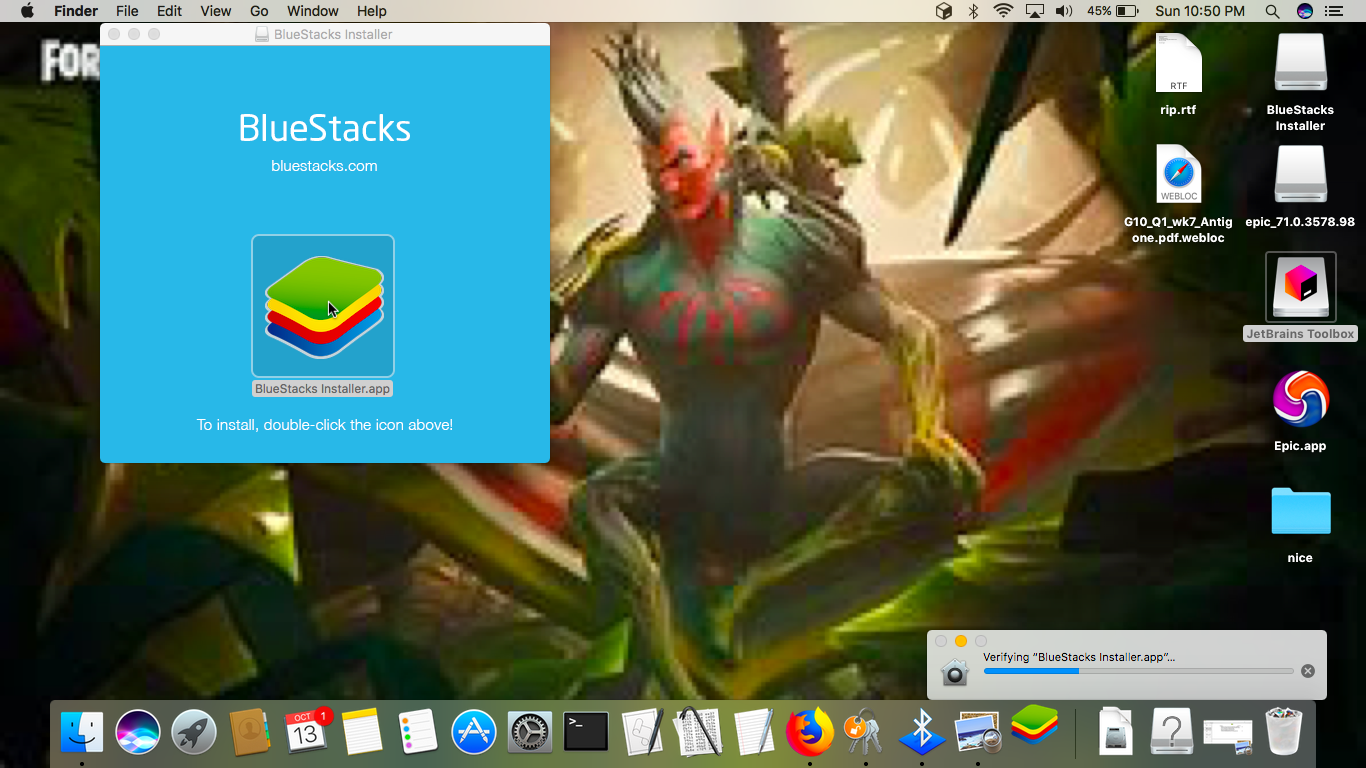 Finder File Edit View Go Window Help 45% Sun 10:50 PM
BlueStacks Installer
FOR
BlueStacks
bluestacks.com
BlueStacks Installer.app
To install, double-click the icon above!
RTF
rip.rtf
BlueStacks
Installer
WEBLOC
G10_Q1_wk7_Antig
one.pdf.webloc
epic_71.0.3578.98
JetBrains Toolbox
Epic.app
nice
Verifying “BlueStacks Installer.app”...
OCT
1
13
>_
?